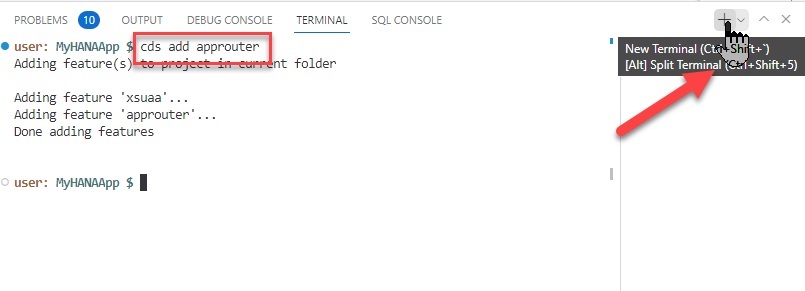 PROBLEMS 10 OUTPUT DEBUG CONSOLE TERMINAL SQL CONSOLE
user: MyHANAApp $ cds add approuter
Adding feature(s) to project in current folder
Adding feature 'xsuaa'...
Adding feature 'approuter'...
Done adding features
user: MyHANAApp $
New Terminal (Ctrl+Shift+`)
[Alt] Split Terminal (Ctrl+Shift+5)